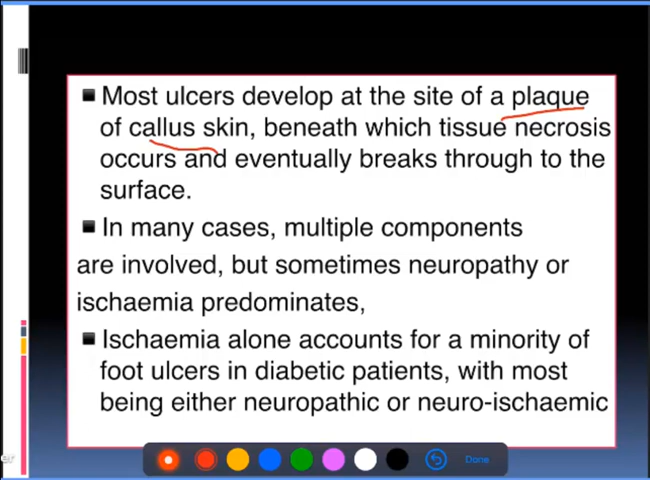 ■ Most ulcers develop at the site of a plaque
of callus skin, beneath which tissue necrosis
occurs and eventually breaks through to the
surface.
■ In many cases, multiple components
are involved, but sometimes neuropathy or
ischaemia predominates,
■ Ischaemia alone accounts for a minority of
foot ulcers in diabetic patients, with most
being either neuropathic or neuro-ischaemic
er
Done